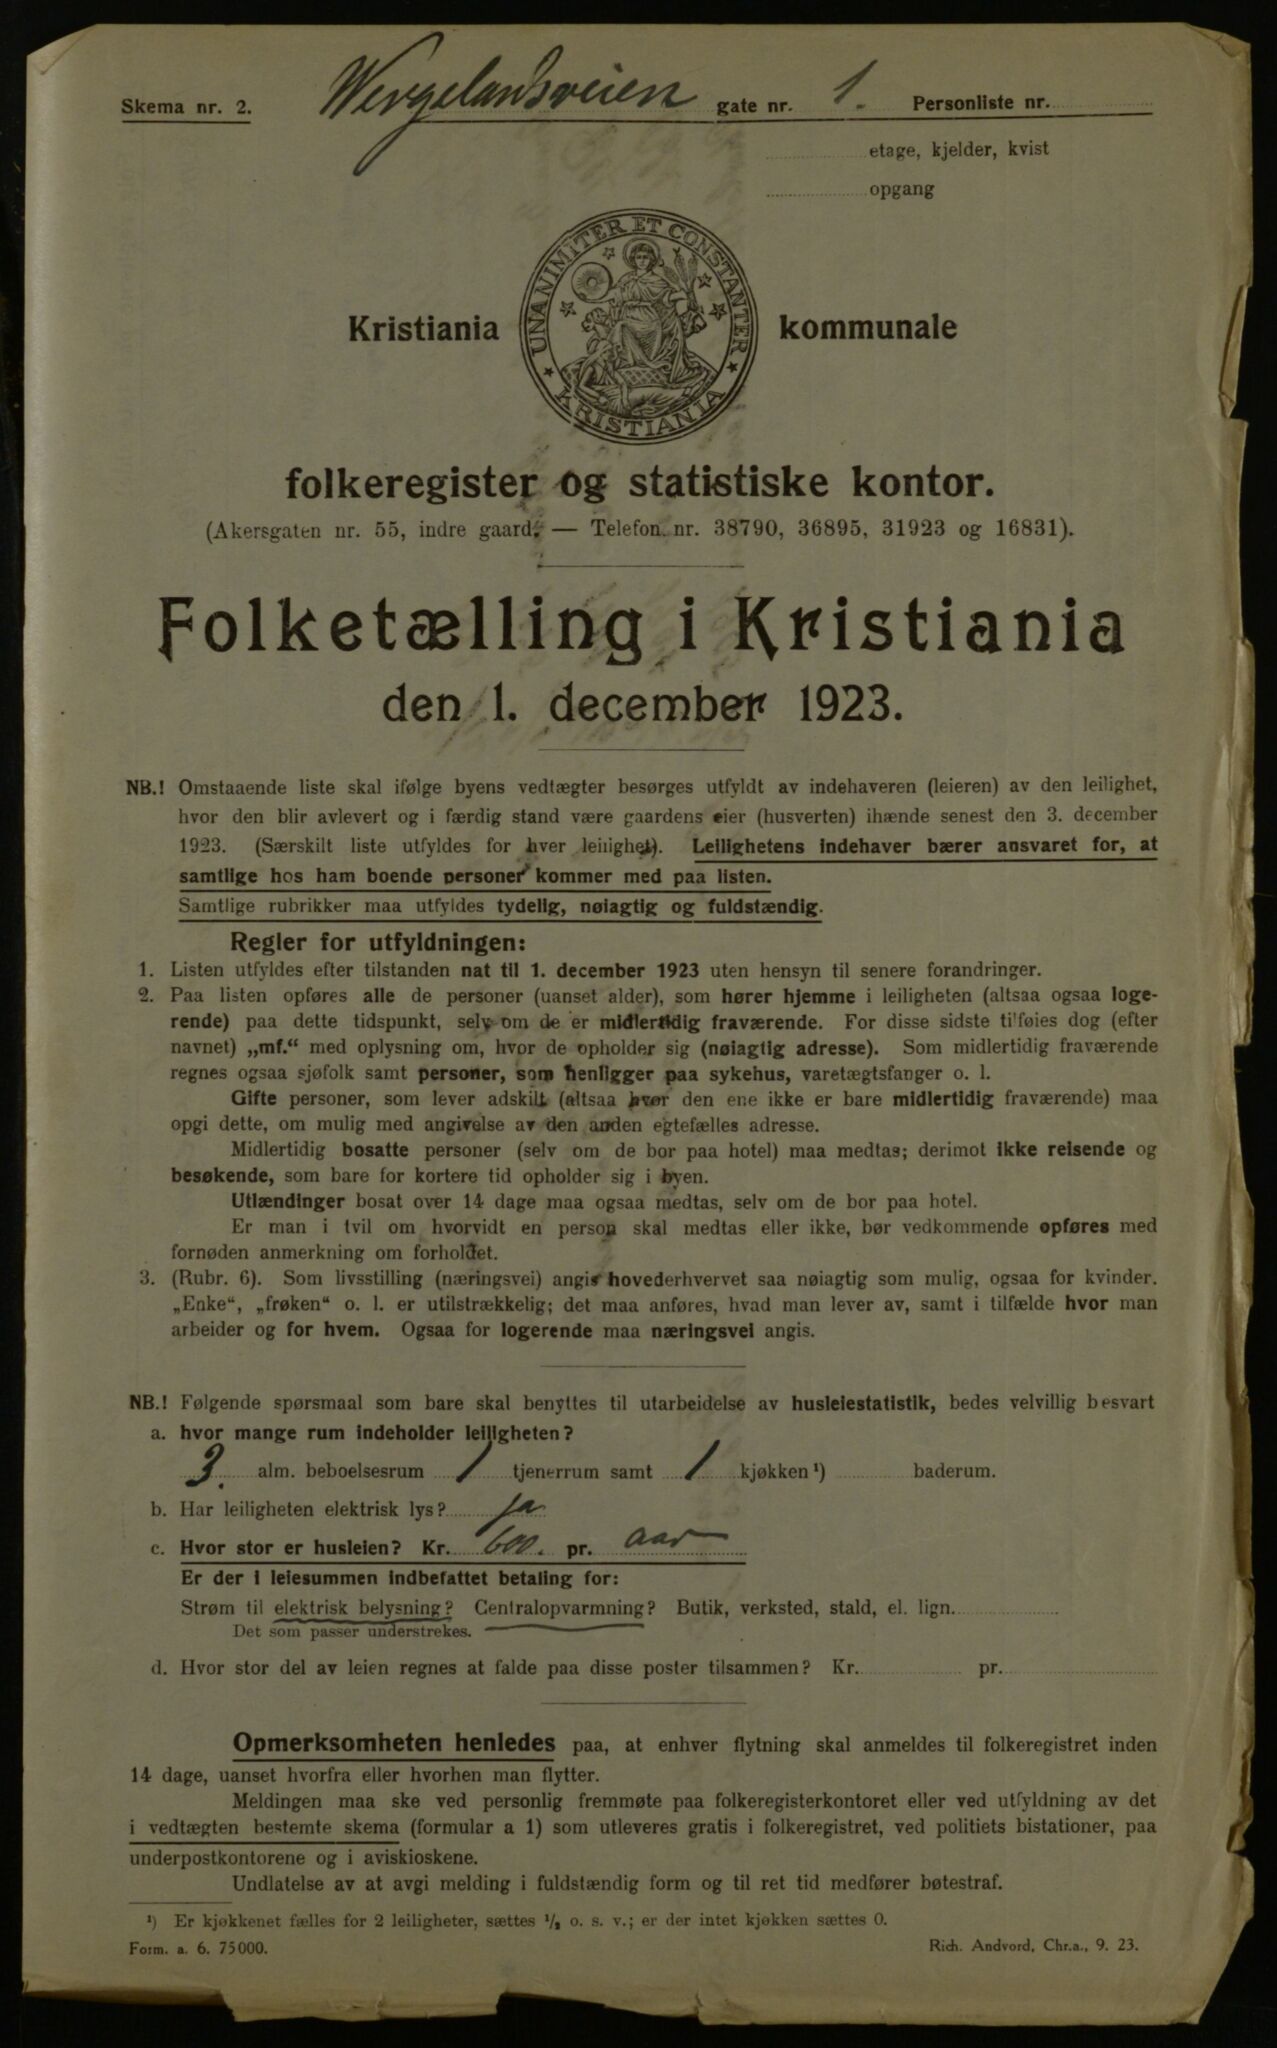 Skema nr. 2. Wergelandsveien gate nr. 1. Personliste nr.
etage, kjelder, kvist
opgang
UNANIMITER ET CONSTANTER
KRISTIANIA
Kristiania kommunale
folkeregister og statistiske kontor.
(Akersgaten nr. 55, indre gaard. — Telefon nr. 38790, 36895, 31923 og 16831).
Folketælling i Kristiania
den 1. december 1923.
NB.! Omstaaende liste skal ifølge byens vedtægter besørges utfyldt av indehaveren (leieren) av den leilighet,
hvor den blir avlevert og i færdig stand være gaardens eier (husverten) ihænde senest den 3. december
1923. (Særskilt liste utfyldes for hver leilighet). Leilighetens indehaver bærer ansvaret for, at
samtlige hos ham boende personer kommer med paa listen.
Samtlige rubrikker maa utfyldes tydelig, nøiagtig og fuldstændig.
Regler for utfyldningen:
1. Listen utfyldes efter tilstanden nat til 1. december 1923 uten hensyn til senere forandringer.
2. Paa listen opføres alle de personer (uanset alder), som hører hjemme i leiligheten (altsaa ogsaa loge-
rende) paa dette tidspunkt, selv om de er midlertidig fraværende. For disse sidste tilføies dog (efter
navnet) „mf.“ med oplysning om, hvor de opholder sig (nøiagtig adresse). Som midlertidig fraværende
regnes ogsaa sjøfolk samt personer, som henligger paa sykehus, varetægtsfanger o. l.
Gifte personer, som lever adskilt (altsaa hvor den ene ikke er bare midlertidig fraværende) maa
opgi dette, om mulig med angivelse av den anden egtefælles adresse.
Midlertidig bosatte personer (selv om de bor paa hotel) maa medtas; derimot ikke reisende og
besøkende, som bare for kortere tid opholder sig i byen.
Utlændinger bosat over 14 dage maa ogsaa medtas, selv om de bor paa hotel.
Er man i tvil om hvorvidt en person skal medtas eller ikke, bør vedkommende opføres med
fornøden anmerkning om forholdet.
3. (Rubr. 6). Som livsstilling (næringsvei) angis hovederhvervet saa nøiagtig som mulig, ogsaa for kvinder.
„Enke“, „frøken“ o. l. er utilstrækkelig; det maa anføres, hvad man lever av, samt i tilfælde hvor man
arbeider og for hvem. Ogsaa for logerende maa næringsvei angis.
NB.! Følgende spørsmaal som bare skal benyttes til utarbeidelse av husleiestatistik, bedes velvillig besvart
a. hvor mange rum indeholder leiligheten?
3. alm. beboelsesrum 1 tjenerrum samt 1 kjøkken¹) baderum.
b. Har leiligheten elektrisk lys? ja
c. Hvor stor er husleien? Kr. 600. pr. aar
Er der i leiesummen indbefattet betaling for:
Strøm til elektrisk belysning? Centralopvarmning? Butik, verksted, stald, el. lign.
Det som passer understrekes.
d. Hvor stor del av leien regnes at falde paa disse poster tilsammen? Kr. pr.
Opmerksomheten henledes paa, at enhver flytning skal anmeldes til folkeregistret inden
14 dage, uanset hvorfra eller hvorhen man flytter.
Meldingen maa ske ved personlig fremmøte paa folkeregisterkontoret eller ved utfyldning av det
i vedtægten bestemte skema (formular a 1) som utleveres gratis i folkeregistret, ved politiets bistationer, paa
underpostkontorene og i aviskioskene.
Undlatelse av at avgi melding i fuldstændig form og til ret tid medfører bøtestraf.
¹) Er kjøkkenet fælles for 2 leiligheter, sættes ½ o. s. v.; er der intet kjøkken sættes 0.
Form. a. 6. 75000. Rich. Andvord, Chr.a., 9. 23.